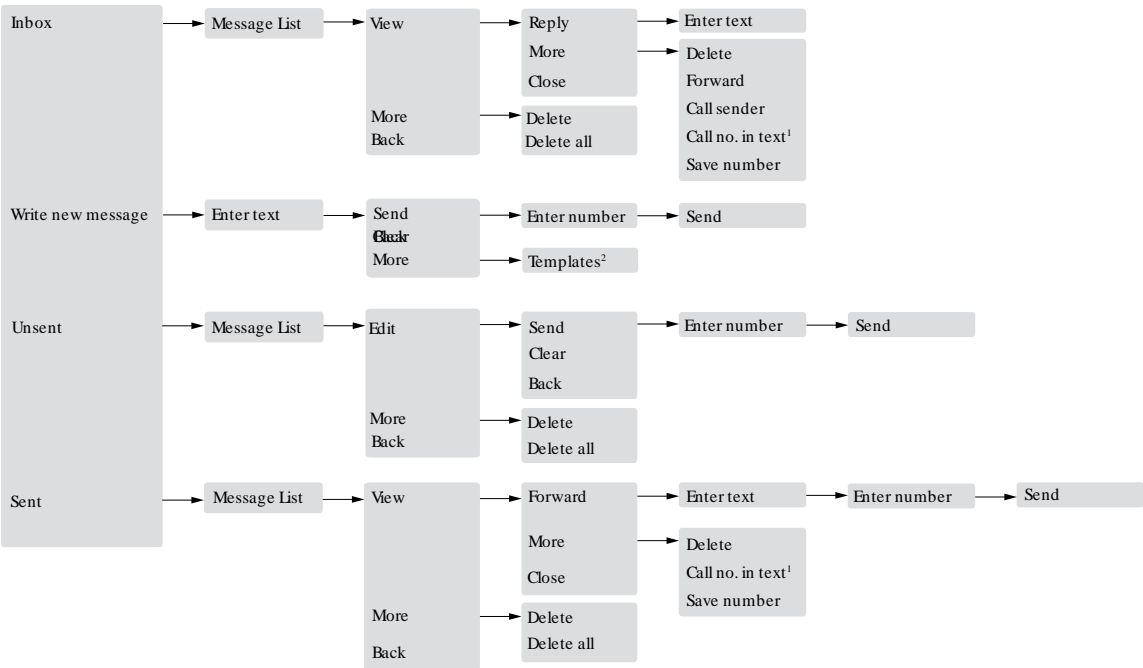 Inbox
Message List
View
More
Back
Reply
More
Close
Enter text
Delete
Forward
Call sender
Call no. in text¹
Save number
Delete
Delete all
Write new message
Enter text
Send
More
Enter number
Send
Templates²
Unsent
Message List
Edit
More
Back
Send
Clear
Back
Enter number
Send
Delete
Delete all
Sent
Message List
View
More
Back
Forward
More
Close
Enter text
Enter number
Send
Delete
Call no. in text¹
Save number
Delete
Delete all